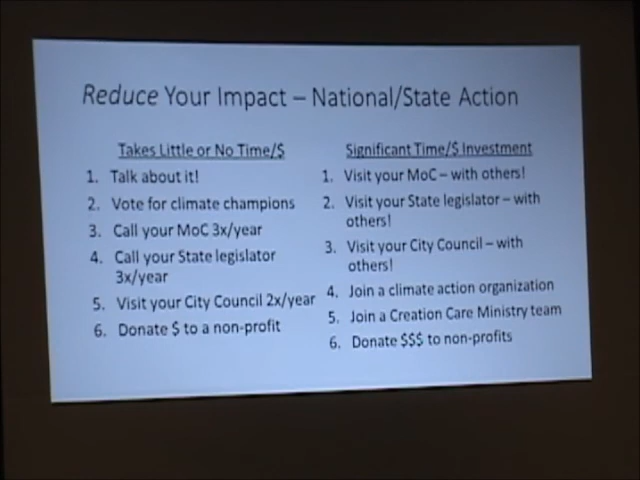 Reduce Your Impact – National/State Action
Takes Little or No Time/$
1. Talk about it!
2. Vote for climate champions
3. Call your MoC 3x/year
4. Call your State legislator
3x/year
5. Visit your City Council 2x/year
6. Donate $ to a non-profit
Significant Time/$ Investment
1. Visit your MoC – with others!
2. Visit your State legislator – with
others!
3. Visit your City Council – with
others!
4. Join a climate action organization
5. Join a Creation Care Ministry team
6. Donate $$$ to non-profits